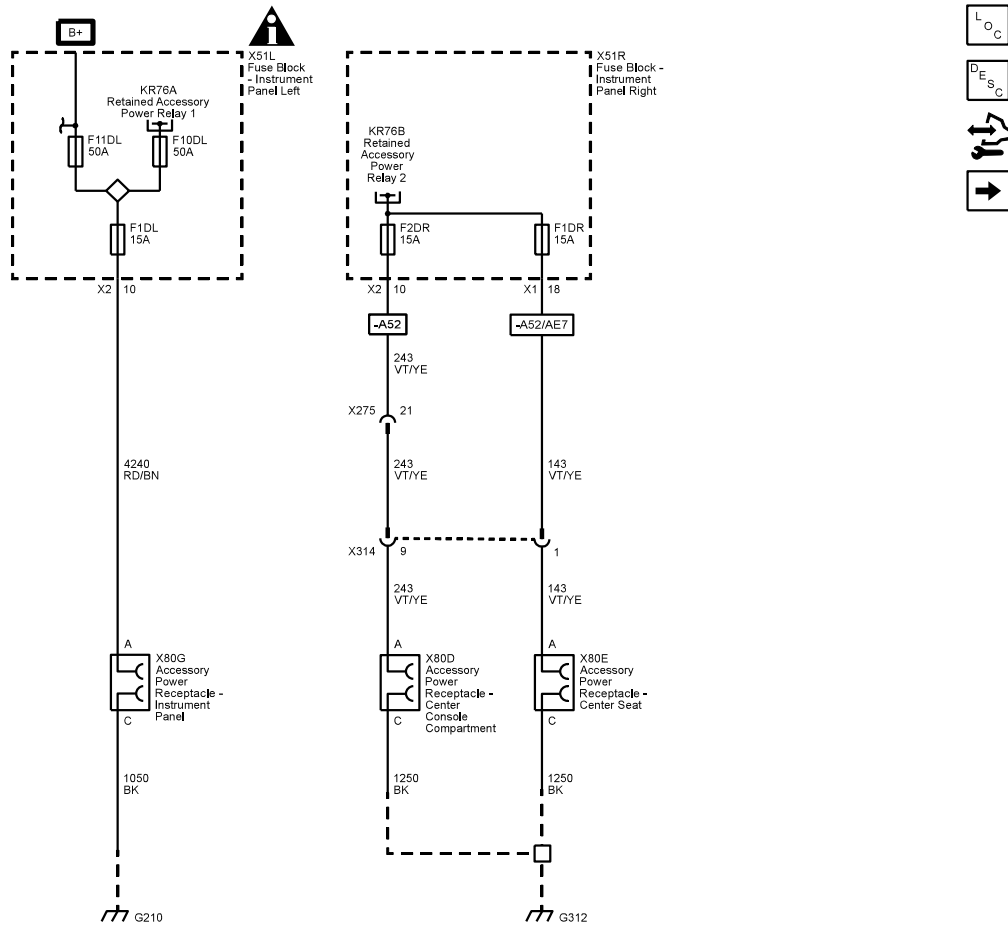 B+
X51L
Fuse Block
- Instrument
Panel Left
KR76A
Retained Accessory
Power Relay 1
F11DL
50A
F10DL
50A
F1DL
15A
X2 10
X51R
Fuse Block -
Instrument
Panel Right
KR76B
Retained
Accessory
Power
Relay 2
F2DR
15A
F1DR
15A
X2 10
X1 18
-A52
-A52/AE7
243
VT/YE
X275 21
4240
RD/BN
243
VT/YE
143
VT/YE
X314 9
1
243
VT/YE
143
VT/YE
A
X80G
Accessory
Power
Receptacle -
Instrument
Panel
C
A
X80D
Accessory
Power
Receptacle -
Center
Console
Compartment
C
A
X80E
Accessory
Power
Receptacle -
Center Seat
C
1050
BK
1250
BK
1250
BK
G210
G312
LOC
DESC